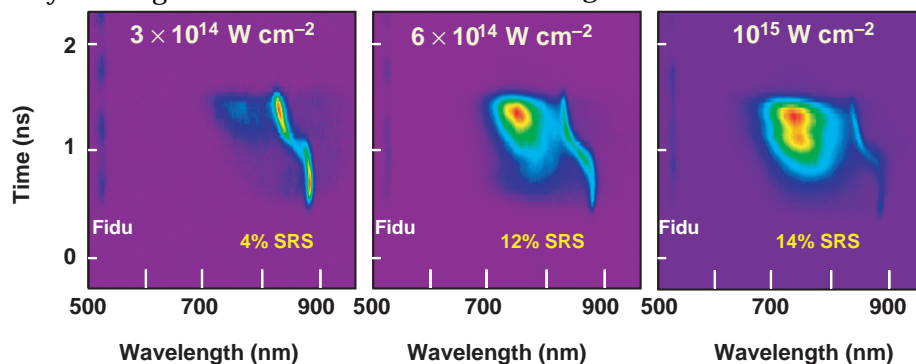 3 × 10¹⁴ W cm⁻²
6 × 10¹⁴ W cm⁻²
10¹⁵ W cm⁻²
2
1
0
Time (ns)
Fidu
4% SRS
Fidu
12% SRS
Fidu
14% SRS
500 700 900
500 700 900
500 700 900
Wavelength (nm)
Wavelength (nm)
Wavelength (nm)